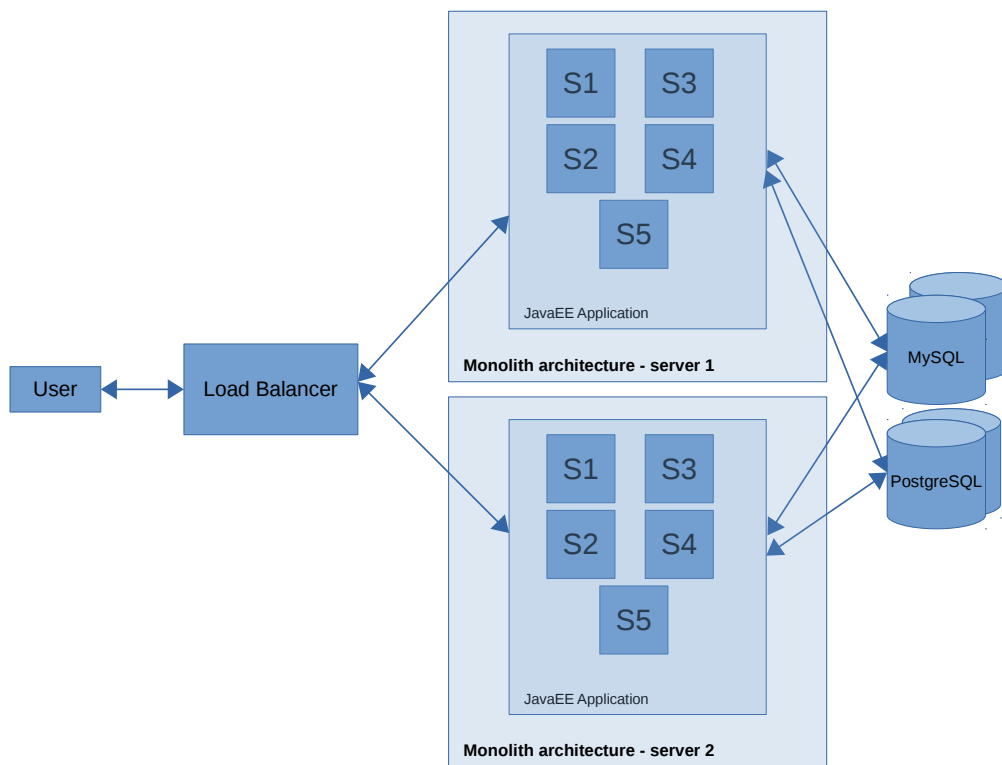 User
Load Balancer
S1
S3
S2
S4
S5
JavaEE Application
Monolith architecture - server 1
S1
S3
S2
S4
S5
JavaEE Application
Monolith architecture - server 2
MySQL
PostgreSQL